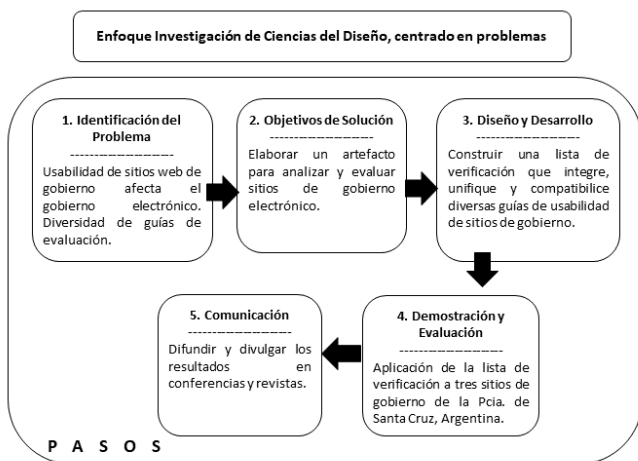 Enfoque Investigación de Ciencias del Diseño, centrado en problemas
1. Identificación del
Problema
-----------------------
Usabilidad de sitios web de
gobierno afecta el
gobierno electrónico.
Diversidad de guías de
evaluación.
2. Objetivos de Solución
-----------------------
Elaborar un artefacto
para analizar y evaluar
sitios de gobierno
electrónico.
3. Diseño y Desarrollo
-----------------------
Construir una lista de
verificación que integre,
unifique y compatibilice
diversas guías de usabilidad
de sitios de gobierno.
4. Demostración y
Evaluación
-----------------------
Aplicación de la lista de
verificación a tres sitios de
gobierno de la Pcia. de
Santa Cruz, Argentina.
5. Comunicación
-----------------------
Difundir y divulgar los
resultados en
conferencias y revistas.
P A S O S